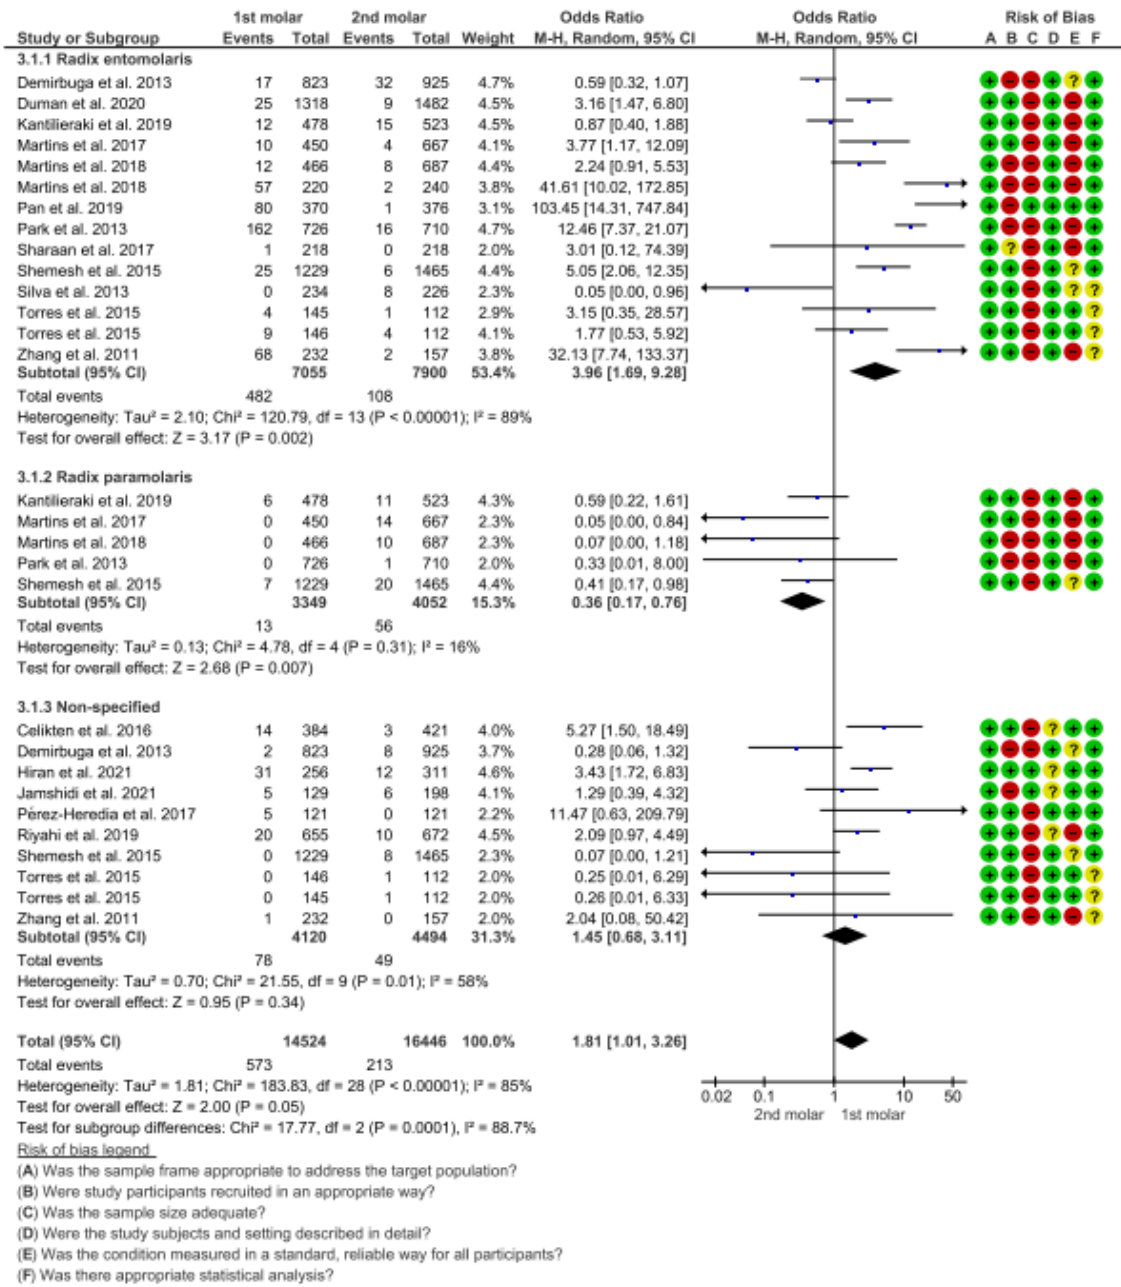 1st molar 2nd molar Odds Ratio Odds Ratio Risk of Bias
Study or Subgroup Events Total Events Total Weight M-H, Random, 95% CI M-H, Random, 95% CI A B C D E F
3.1.1 Radix entomolaris
Demirbuga et al. 2013 17 823 32 925 4.7% 0.59 [0.32, 1.07] + - - + ? +
Duman et al. 2020 25 1318 9 1482 4.5% 3.16 [1.47, 6.80] + + - + - +
Kantilieraki et al. 2019 12 478 15 523 4.5% 0.87 [0.40, 1.88] + + - + - +
Martins et al. 2017 10 450 4 667 4.1% 3.77 [1.17, 12.09] + + - + - +
Martins et al. 2018 12 466 8 687 4.4% 2.24 [0.91, 5.53] + - - + - +
Martins et al. 2018 57 220 2 240 3.8% 41.61 [10.02, 172.85] + - - + - +
Pan et al. 2019 80 370 1 376 3.1% 103.45 [14.31, 747.84] + - + + + +
Park et al. 2013 162 726 16 710 4.7% 12.46 [7.37, 21.07] + - - + - +
Sharaan et al. 2017 1 218 0 218 2.0% 3.01 [0.12, 74.39] + ? - + - +
Shemesh et al. 2015 25 1229 6 1465 4.4% 5.05 [2.06, 12.35] + + - + ? +
Silva et al. 2013 0 234 8 226 2.3% 0.05 [0.00, 0.96] + + - + ? ?
Torres et al. 2015 4 145 1 112 2.9% 3.15 [0.35, 28.57] + + - + + ?
Torres et al. 2015 9 146 4 112 4.1% 1.77 [0.53, 5.92] + + - + + ?
Zhang et al. 2011 68 232 2 157 3.8% 32.13 [7.74, 133.37] + + - + - ?
Subtotal (95% CI) 7055 7900 53.4% 3.96 [1.69, 9.28]
Total events 482 108
Heterogeneity: Tau² = 2.10; Chi² = 120.79, df = 13 (P < 0.00001); I² = 89%
Test for overall effect: Z = 3.17 (P = 0.002)
3.1.2 Radix paramolaris
Kantilieraki et al. 2019 6 478 11 523 4.3% 0.59 [0.22, 1.61] + + - + - +
Martins et al. 2017 0 450 14 667 2.3% 0.05 [0.00, 0.84] + + - + - +
Martins et al. 2018 0 466 10 687 2.3% 0.07 [0.00, 1.18] + - - + - +
Park et al. 2013 0 726 1 710 2.0% 0.33 [0.01, 8.00] + - - + - +
Shemesh et al. 2015 7 1229 20 1465 4.4% 0.41 [0.17, 0.98] + + - + ? +
Subtotal (95% CI) 3349 4052 15.3% 0.36 [0.17, 0.76]
Total events 13 56
Heterogeneity: Tau² = 0.13; Chi² = 4.78, df = 4 (P = 0.31); I² = 16%
Test for overall effect: Z = 2.68 (P = 0.007)
3.1.3 Non-specified
Celikten et al. 2016 14 384 3 421 4.0% 5.27 [1.50, 18.49] + + - ? + +
Demirbuga et al. 2013 2 823 8 925 3.7% 0.28 [0.06, 1.32] + - - + ? +
Hiran et al. 2021 31 256 12 311 4.6% 3.43 [1.72, 6.83] + + + ? + +
Jamshidi et al. 2021 5 129 6 198 4.1% 1.29 [0.39, 4.32] + - + ? + +
Pérez-Heredia et al. 2017 5 121 0 121 2.2% 11.47 [0.63, 209.79] + + - + + +
Riyahi et al. 2019 20 655 10 672 4.5% 2.09 [0.97, 4.49] + + - ? - +
Shemesh et al. 2015 0 1229 8 1465 2.3% 0.07 [0.00, 1.21] + + - + ? +
Torres et al. 2015 0 146 1 112 2.0% 0.25 [0.01, 6.29] + + - + + ?
Torres et al. 2015 0 145 1 112 2.0% 0.26 [0.01, 6.33] + + - + + ?
Zhang et al. 2011 1 232 0 157 2.0% 2.04 [0.08, 50.42] + + - + - ?
Subtotal (95% CI) 4120 4494 31.3% 1.45 [0.68, 3.11]
Total events 78 49
Heterogeneity: Tau² = 0.70; Chi² = 21.55, df = 9 (P = 0.01); I² = 58%
Test for overall effect: Z = 0.95 (P = 0.34)
Total (95% CI) 14524 16446 100.0% 1.81 [1.01, 3.26]
Total events 573 213
Heterogeneity: Tau² = 1.81; Chi² = 183.83, df = 28 (P < 0.00001); I² = 85%
Test for overall effect: Z = 2.00 (P = 0.05)
Test for subgroup differences: Chi² = 17.77, df = 2 (P = 0.0001), I² = 88.7%
0.02 0.1 1 10 50
2nd molar 1st molar
Risk of bias legend
(A) Was the sample frame appropriate to address the target population?
(B) Were study participants recruited in an appropriate way?
(C) Was the sample size adequate?
(D) Were the study subjects and setting described in detail?
(E) Was the condition measured in a standard, reliable way for all participants?
(F) Was there appropriate statistical analysis?